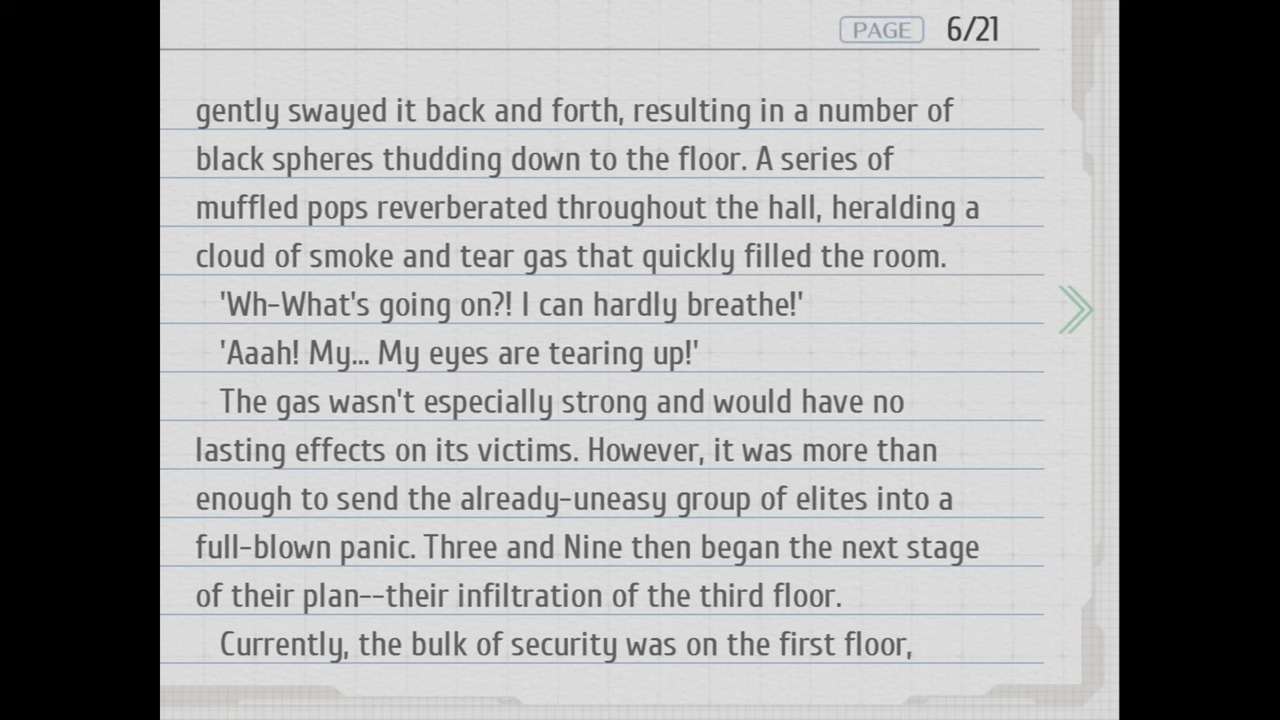 PAGE 6/21
gently swayed it back and forth, resulting in a number of
black spheres thudding down to the floor. A series of
muffled pops reverberated throughout the hall, heralding a
cloud of smoke and tear gas that quickly filled the room.
'Wh-What's going on?! I can hardly breathe!'
'Aaah! My... My eyes are tearing up!'
The gas wasn't especially strong and would have no
lasting effects on its victims. However, it was more than
enough to send the already-uneasy group of elites into a
full-blown panic. Three and Nine then began the next stage
of their plan--their infiltration of the third floor.
Currently, the bulk of security was on the first floor,